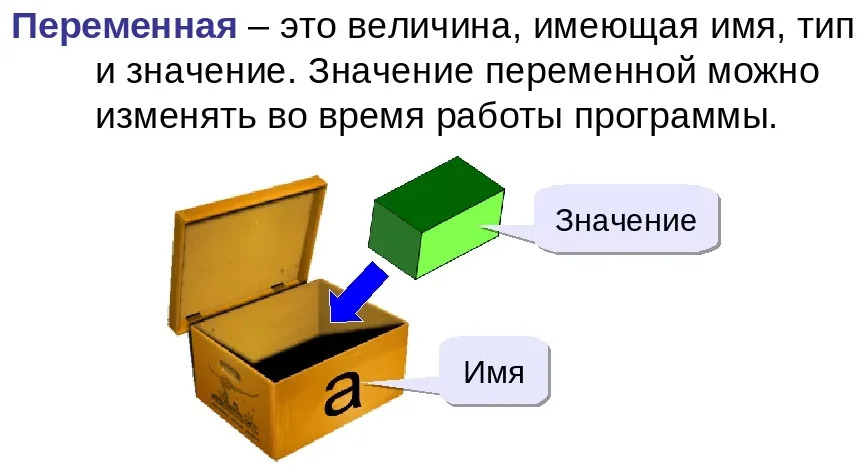 Переменная – это величина, имеющая имя, тип
и значение. Значение переменной можно
изменять во время работы программы.
Значение
Имя
a